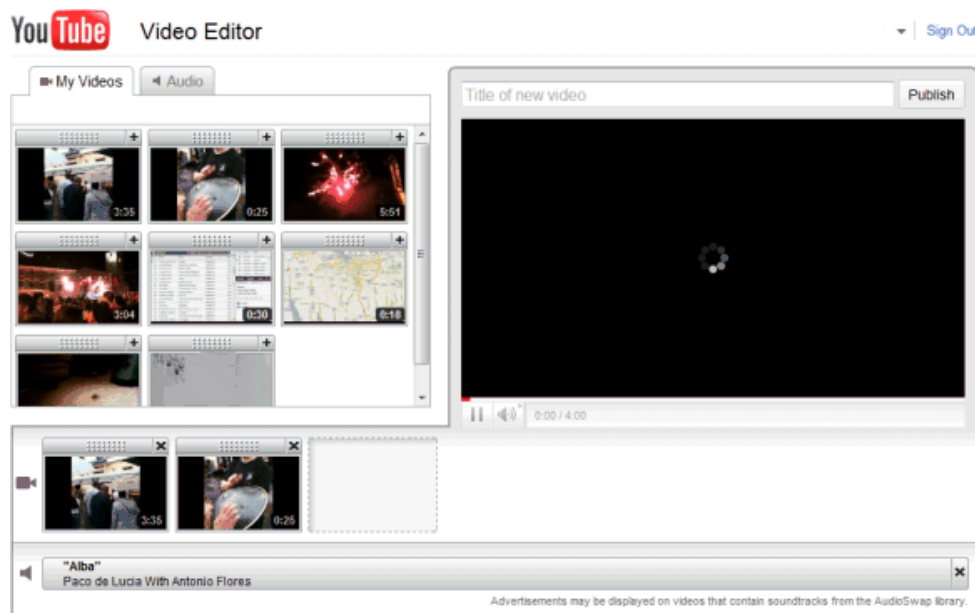 YouTube Video Editor
Sign Ou
My Videos
Audio
Title of new video
Publish
3:35
0:25
5:51
3:04
0:30
0:18
0:00 / 4:00
3:35
0:25
"Alba"
Paco de Lucia With Antonio Flores
Advertisements may be displayed on videos that contain soundtracks from the AudioSwap library.